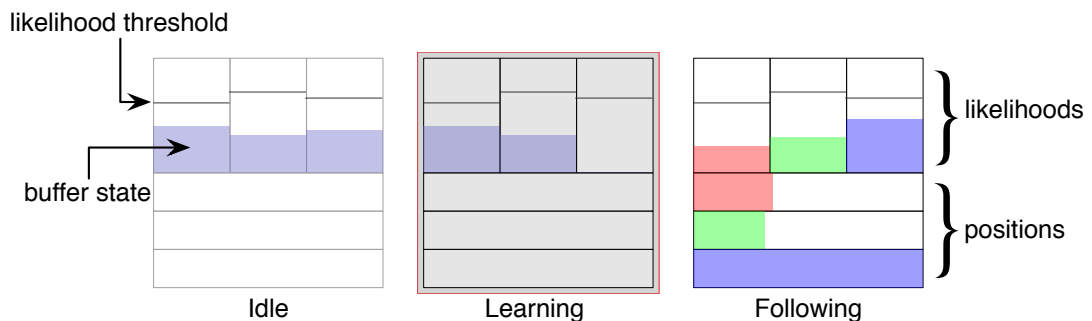 likelihood threshold
buffer state
likelihoods
positions
Idle
Learning
Following